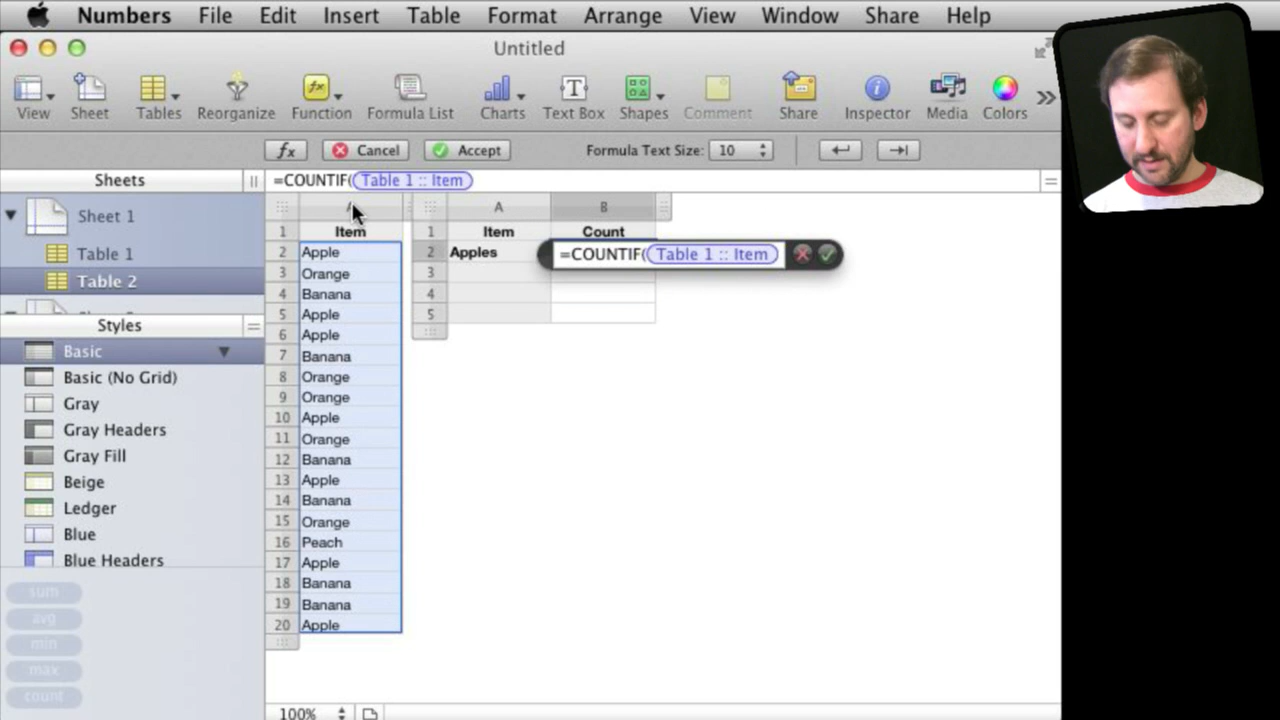 Numbers File Edit Insert Table Format Arrange View Window Share Help
Untitled
View Sheet Tables Reorganize Function Formula List Charts Text Box Shapes Comment Share Inspector Media Colors
fx Cancel Accept Formula Text Size: 10
Sheets
=COUNTIF(Table 1 :: Item
Sheet 1
Table 1
Table 2
Styles
Basic
Basic (No Grid)
Gray
Gray Headers
Gray Fill
Beige
Ledger
Blue
Blue Headers
sum
avg
min
max
count
1 Item
2 Apple
3 Orange
4 Banana
5 Apple
6 Apple
7 Banana
8 Orange
9 Orange
10 Apple
11 Orange
12 Banana
13 Apple
14 Banana
15 Orange
16 Peach
17 Apple
18 Banana
19 Banana
20 Apple
A B
1 Item Count
2 Apples =COUNTIF(Table 1 :: Item
3
4
5
100%